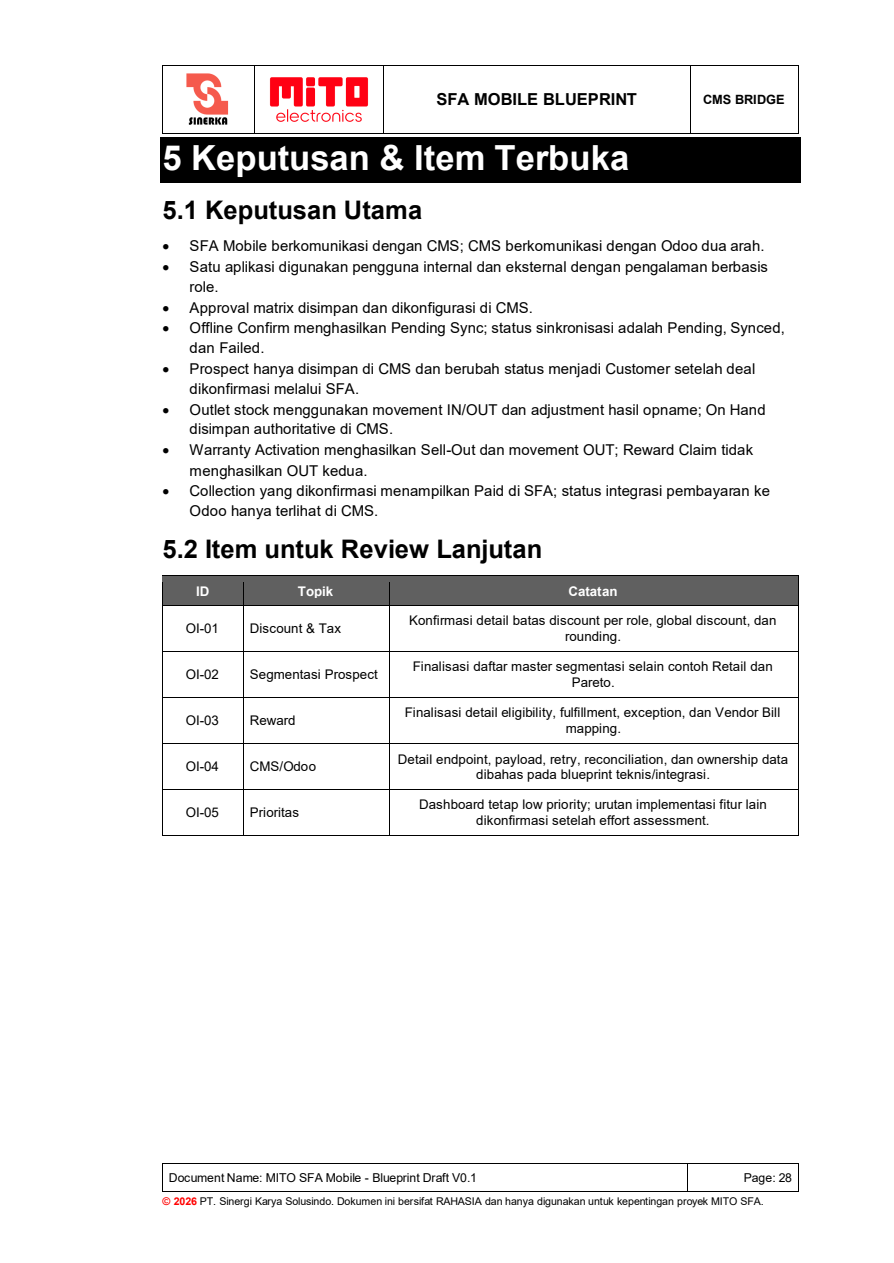 SINERKA
MiTO
electronics
SFA MOBILE BLUEPRINT
CMS BRIDGE
5 Keputusan & Item Terbuka
5.1 Keputusan Utama
• SFA Mobile berkomunikasi dengan CMS; CMS berkomunikasi dengan Odoo dua arah.
• Satu aplikasi digunakan pengguna internal dan eksternal dengan pengalaman berbasis
role.
• Approval matrix disimpan dan dikonfigurasi di CMS.
• Offline Confirm menghasilkan Pending Sync; status sinkronisasi adalah Pending, Synced,
dan Failed.
• Prospect hanya disimpan di CMS dan berubah status menjadi Customer setelah deal
dikonfirmasi melalui SFA.
• Outlet stock menggunakan movement IN/OUT dan adjustment hasil opname; On Hand
disimpan authoritative di CMS.
• Warranty Activation menghasilkan Sell-Out dan movement OUT; Reward Claim tidak
menghasilkan OUT kedua.
• Collection yang dikonfirmasi menampilkan Paid di SFA; status integrasi pembayaran ke
Odoo hanya terlihat di CMS.
5.2 Item untuk Review Lanjutan
ID Topik Catatan
OI-01 Discount & Tax Konfirmasi detail batas discount per role, global discount, dan
rounding.
OI-02 Segmentasi Prospect Finalisasi daftar master segmentasi selain contoh Retail dan
Pareto.
OI-03 Reward Finalisasi detail eligibility, fulfillment, exception, dan Vendor Bill
mapping.
OI-04 CMS/Odoo Detail endpoint, payload, retry, reconciliation, dan ownership data
dibahas pada blueprint teknis/integrasi.
OI-05 Prioritas Dashboard tetap low priority; urutan implementasi fitur lain
dikonfirmasi setelah effort assessment.
Document Name: MITO SFA Mobile - Blueprint Draft V0.1 Page: 28
© 2026 PT. Sinergi Karya Solusindo. Dokumen ini bersifat RAHASIA dan hanya digunakan untuk kepentingan proyek MITO SFA.